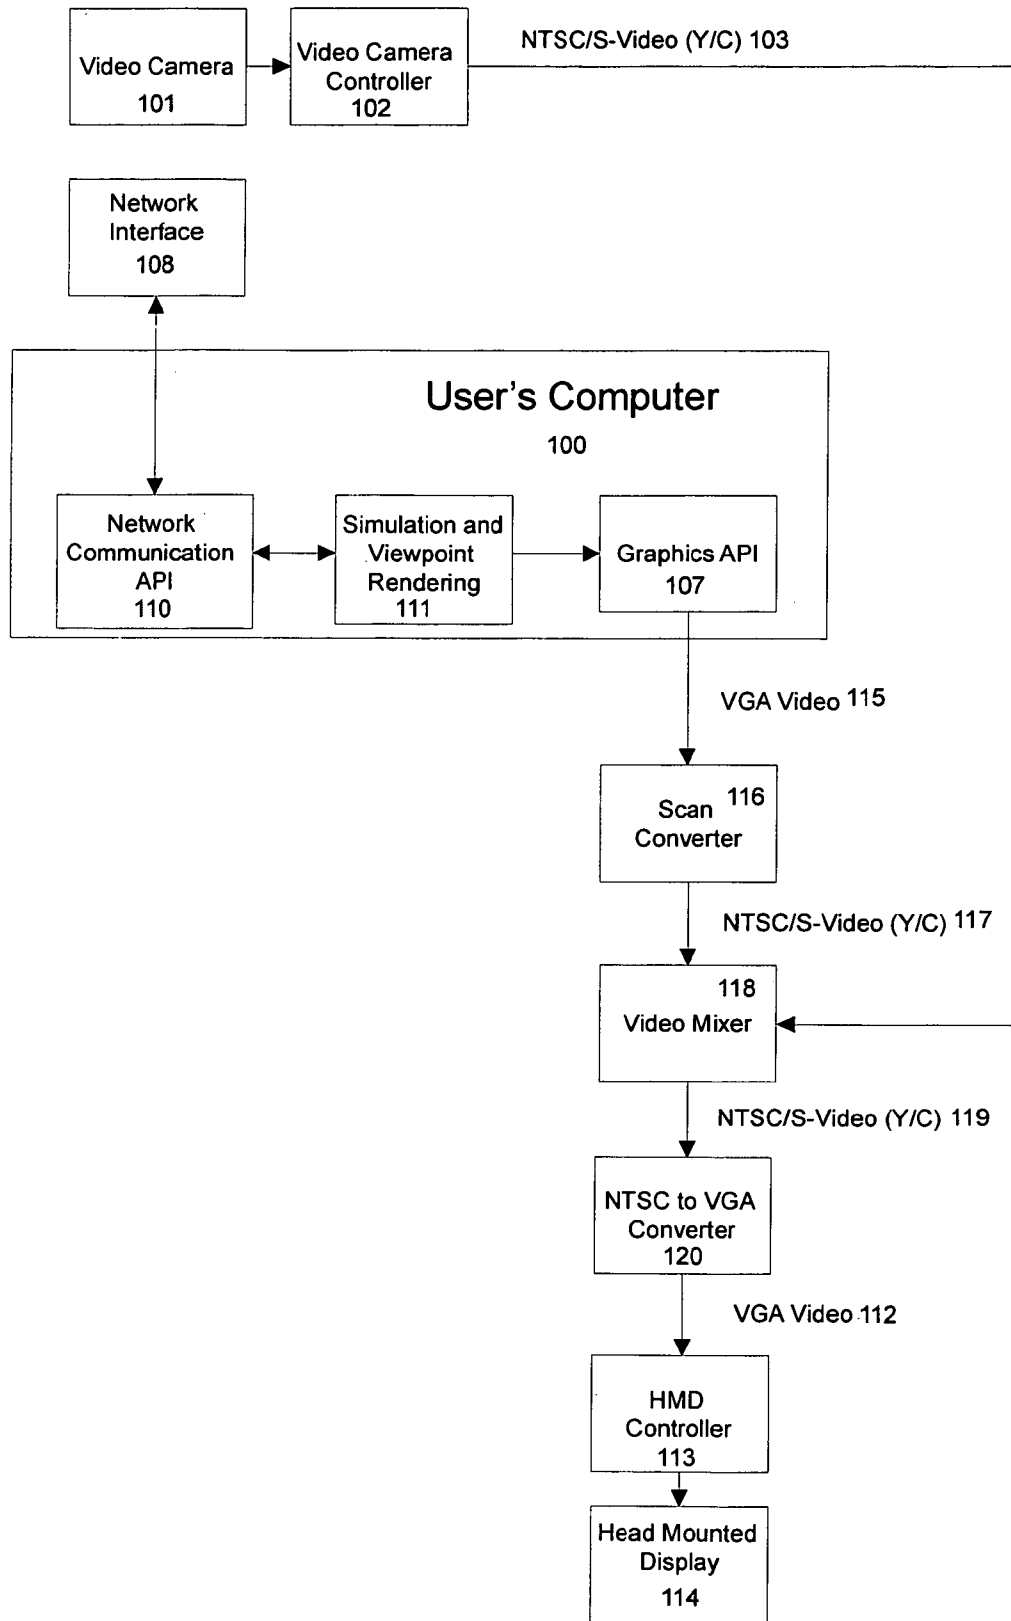 Video Camera
101
Video Camera
Controller
102
NTSC/S-Video (Y/C) 103
Network
Interface
108
User's Computer
100
Network
Communication
API
110
Simulation and
Viewpoint
Rendering
111
Graphics API
107
VGA Video 115
116
Scan
Converter
NTSC/S-Video (Y/C) 117
118
Video Mixer
NTSC/S-Video (Y/C) 119
NTSC to VGA
Converter
120
VGA Video 112
HMD
Controller
113
Head Mounted
Display
114